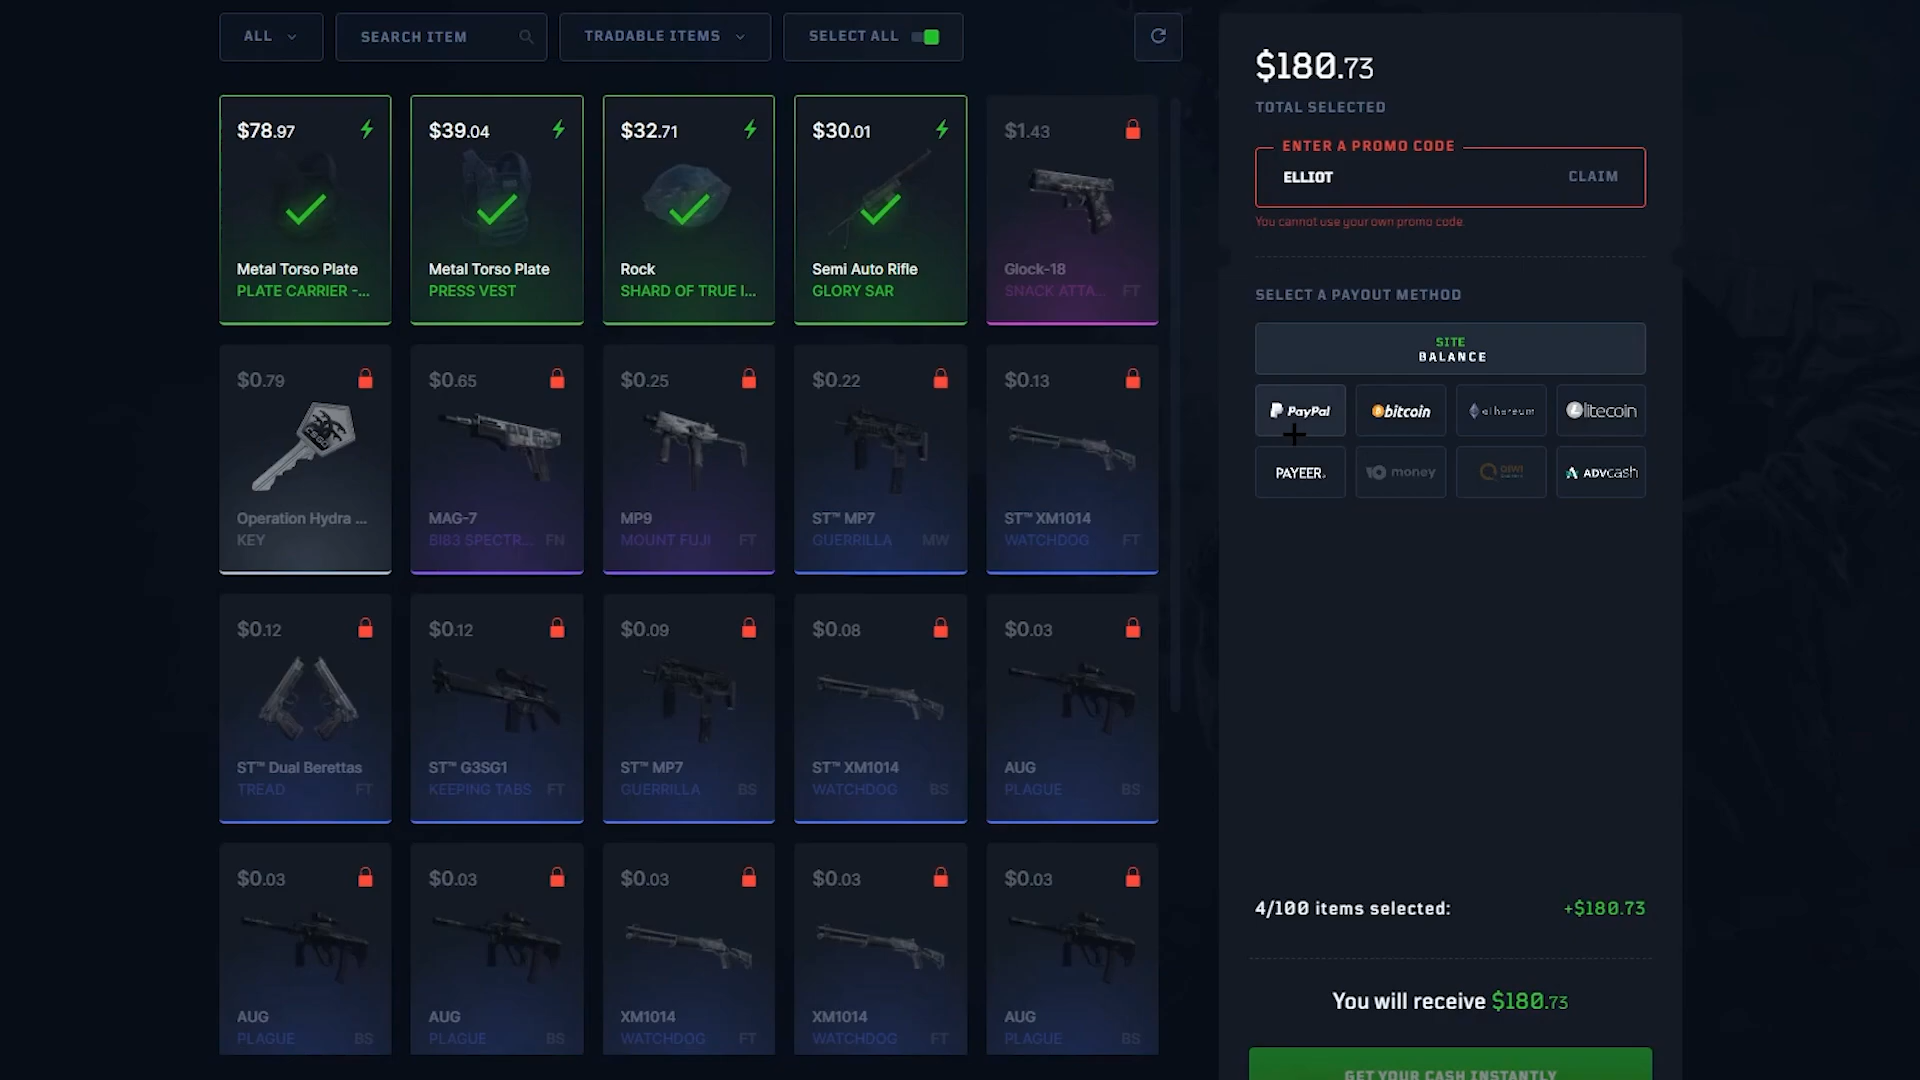 ALL
SEARCH ITEM
TRADABLE ITEMS
SELECT ALL
$78.97
Metal Torso Plate
PLATE CARRIER -...
$39.04
Metal Torso Plate
PRESS VEST
$32.71
Rock
SHARD OF TRUE I...
$30.01
Semi Auto Rifle
GLORY SAR
$1.43
Glock-18
SNACK ATTA... FT
$0.79
Operation Hydra ...
KEY
$0.65
MAG-7
BI83 SPECTR... FN
$0.25
MP9
MOUNT FUJI FT
$0.22
ST™ MP7
GUERRILLA MW
$0.13
ST™ XM1014
WATCHDOG FT
$0.12
ST™ Dual Berettas
TREAD FT
$0.12
ST™ G3SG1
KEEPING TABS FT
$0.09
ST™ MP7
GUERRILLA BS
$0.08
ST™ XM1014
WATCHDOG BS
$0.03
AUG
PLAGUE BS
$0.03
AUG
PLAGUE BS
$0.03
AUG
PLAGUE BS
$0.03
XM1014
WATCHDOG FT
$0.03
XM1014
WATCHDOG FT
$0.03
AUG
PLAGUE BS
$180.73
TOTAL SELECTED
ENTER A PROMO CODE
ELLIOT CLAIM
You cannot use your own promo code.
SELECT A PAYOUT METHOD
SITE
BALANCE
PayPal
bitcoin
ethereum
litecoin
PAYEER
money
QIWI
ADVcash
4/100 items selected: +$180.73
You will receive $180.73
GET YOUR CASH INSTANTLY